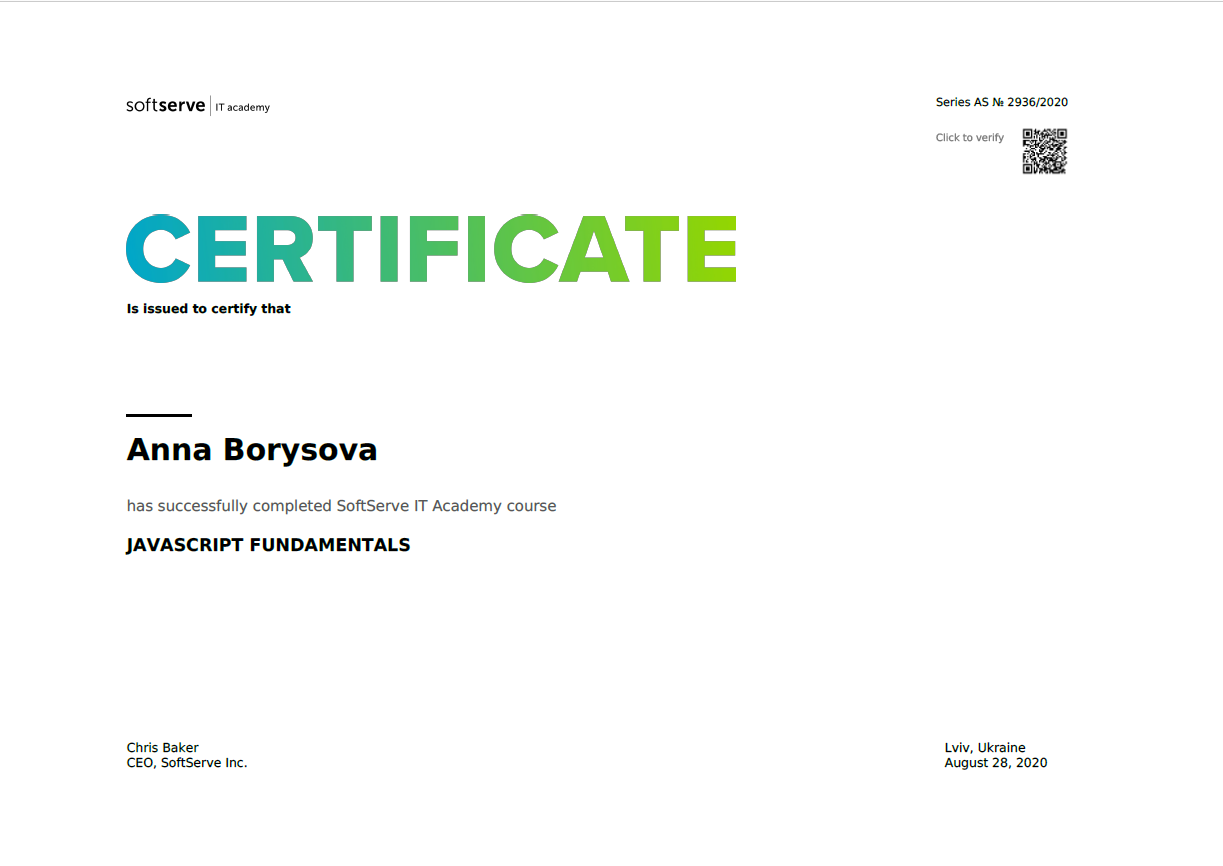 softserve | IT academy
Series AS № 2936/2020
Click to verify
CERTIFICATE
Is issued to certify that
Anna Borysova
has successfully completed SoftServe IT Academy course
JAVASCRIPT FUNDAMENTALS
Chris Baker
CEO, SoftServe Inc.
Lviv, Ukraine
August 28, 2020